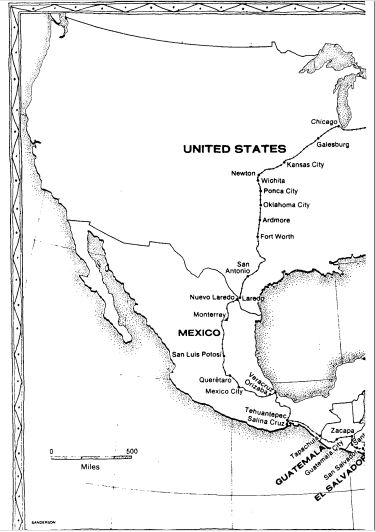 Chicago
Galesburg
UNITED STATES
Kansas City
Newton
Wichita
Ponca City
Oklahoma City
Ardmore
Fort Worth
San
Antonio
Nuevo Laredo
Laredo
Monterray
MEXICO
San Luis Potosi
Querétaro
Mexico City
Veracruz
Orizaba
Tehuantepec
Salina Cruz
Zacapa
Tapachula
GUATEMALA
Guatemala City
San Salvador
EL SALVADOR
0 500
Miles
SANDERSON